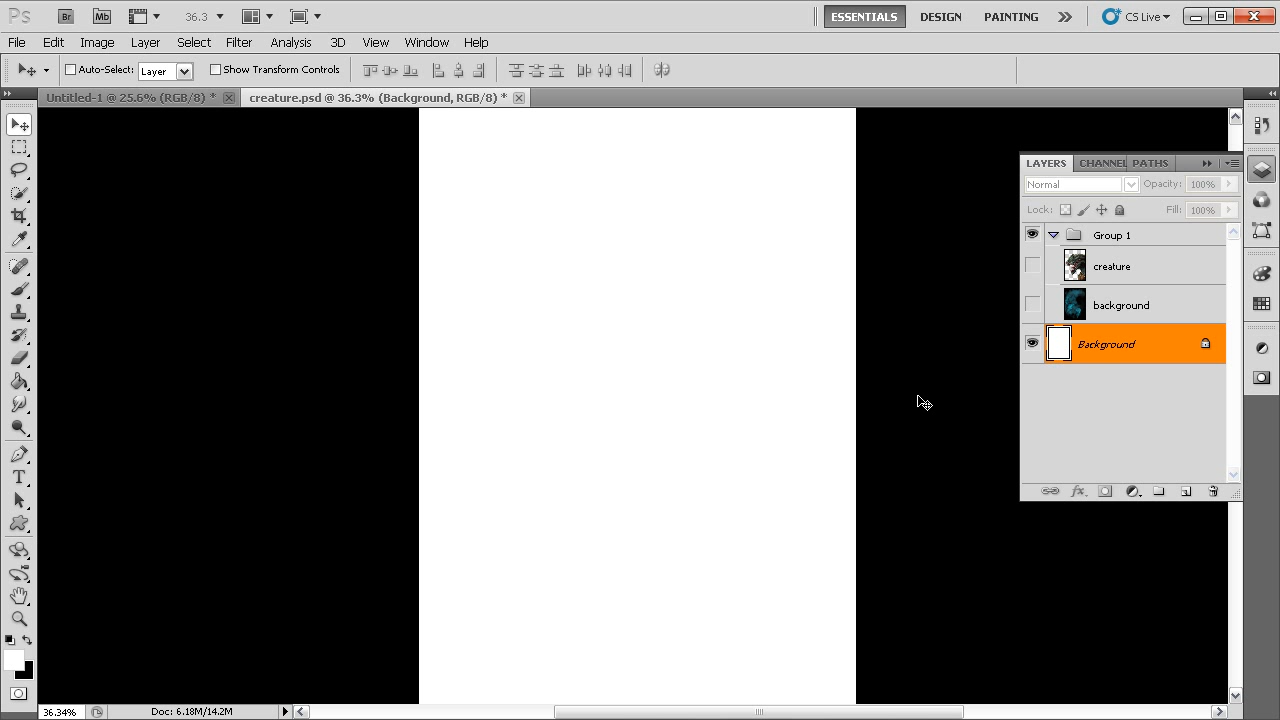 Ps Br Mb 36.3 ESSENTIALS DESIGN PAINTING CS Live
File Edit Image Layer Select Filter Analysis 3D View Window Help
Auto-Select: Layer Show Transform Controls
Untitled-1 @ 25.6% (RGB/8) * creature.psd @ 36.3% (Background, RGB/8) *
LAYERS CHANNEL PATHS
Normal Opacity: 100%
Lock: Fill: 100%
Group 1
creature
background
Background
fx
T
36.34% Doc: 6.18M/14.2M